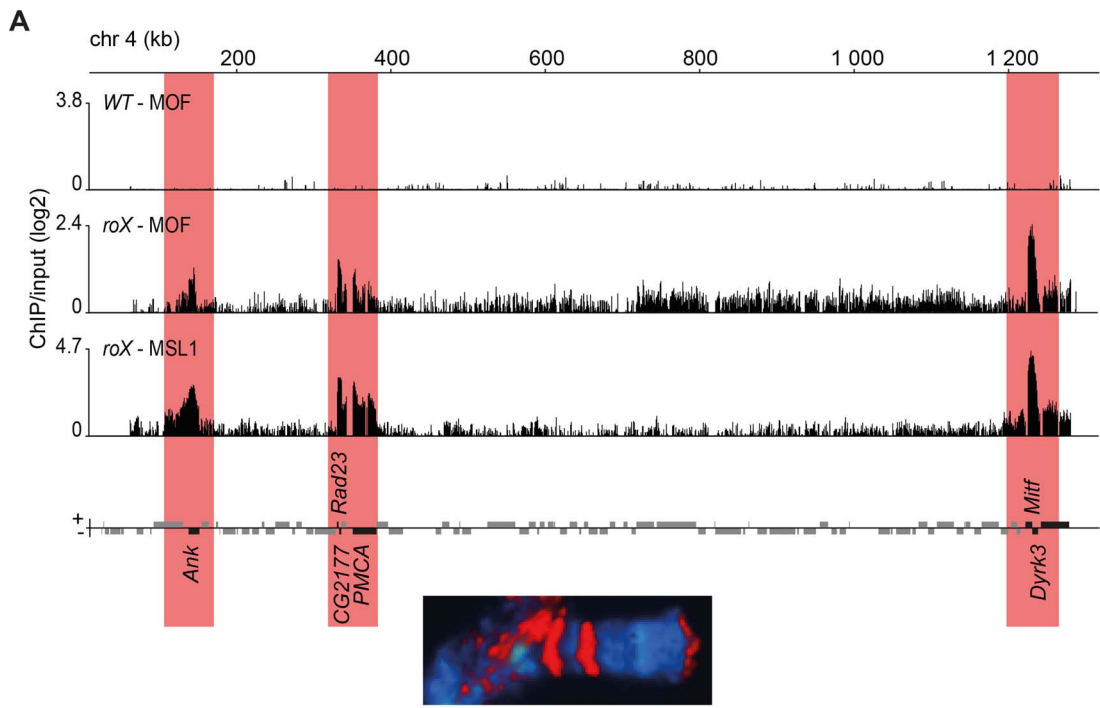 A
chr 4 (kb)
200 400 600 800 1 000 1 200
ChIP/input (log2)
3.8
WT - MOF
0
2.4
roX - MOF
0
4.7
roX - MSL1
0
Rad23
Mitf
+
-
Ank
CG2177
PMCA
Dyrk3